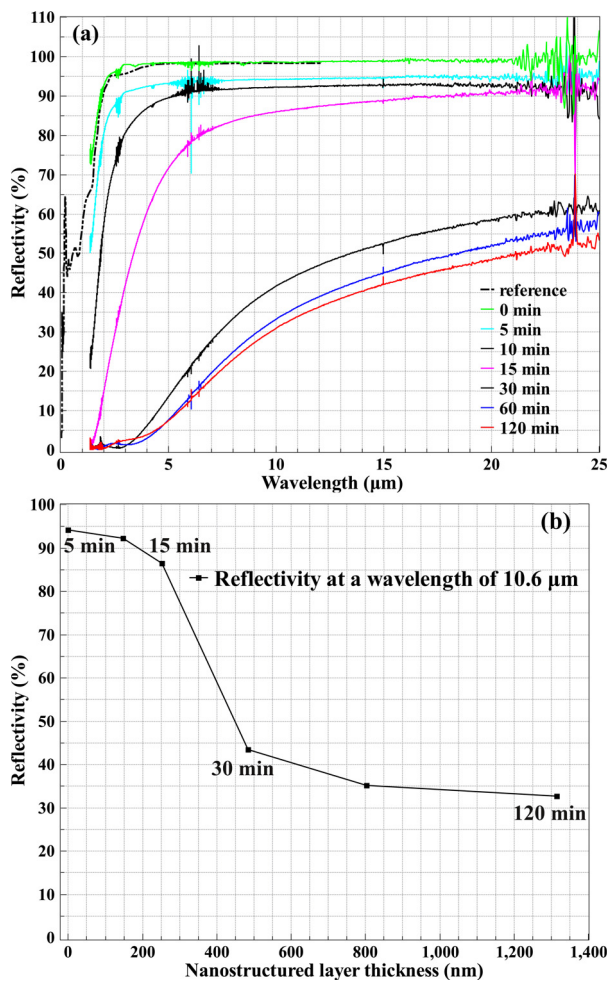 (a)
110
100
90
80
70
60
50
40
30
20
10
0
Reflectivity (%)
reference
0 min
5 min
10 min
15 min
30 min
60 min
120 min
0 5 10 15 20 25
Wavelength (μm)
(b)
100
90
80
70
60
50
40
30
20
10
0
Reflectivity (%)
5 min
15 min
Reflectivity at a wavelength of 10.6 μm
30 min
120 min
0 200 400 600 800 1,000 1,200 1,400
Nanostructured layer thickness (nm)